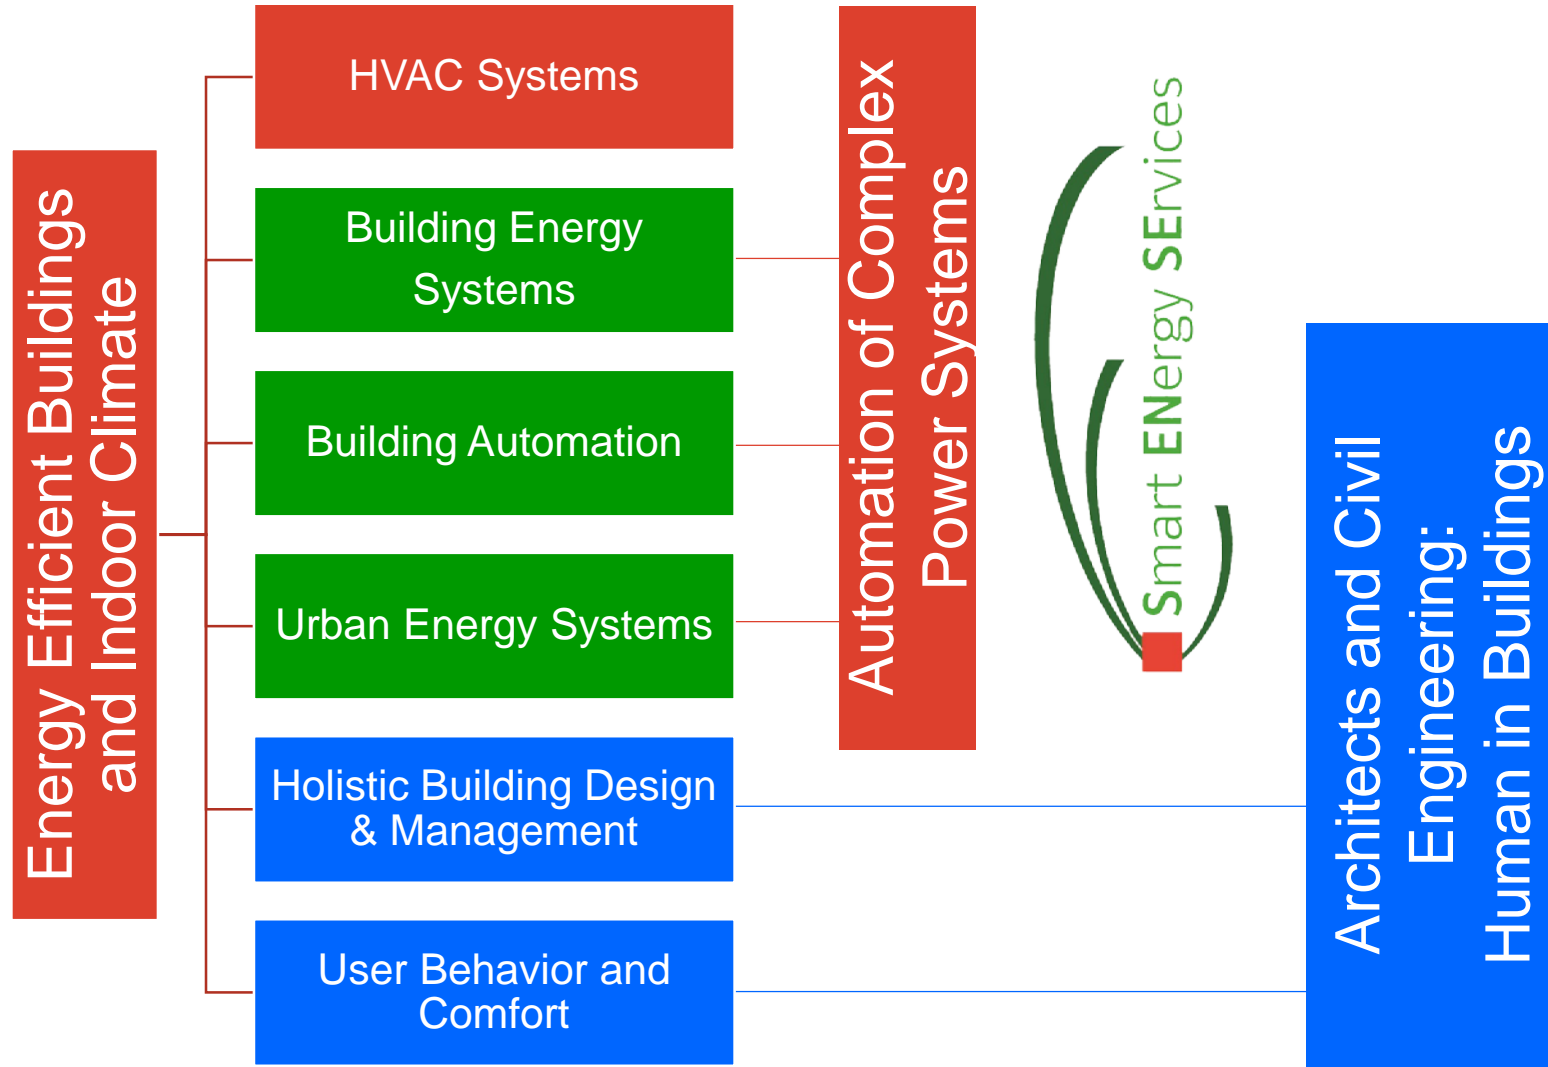 Energy Efficient Buildings
and Indoor Climate
HVAC Systems
Building Energy
Systems
Building Automation
Urban Energy Systems
Holistic Building Design
& Management
User Behavior and
Comfort
Automation of Complex
Power Systems
Smart ENergy SErvices
Architects and Civil
Engineering:
Human in Buildings